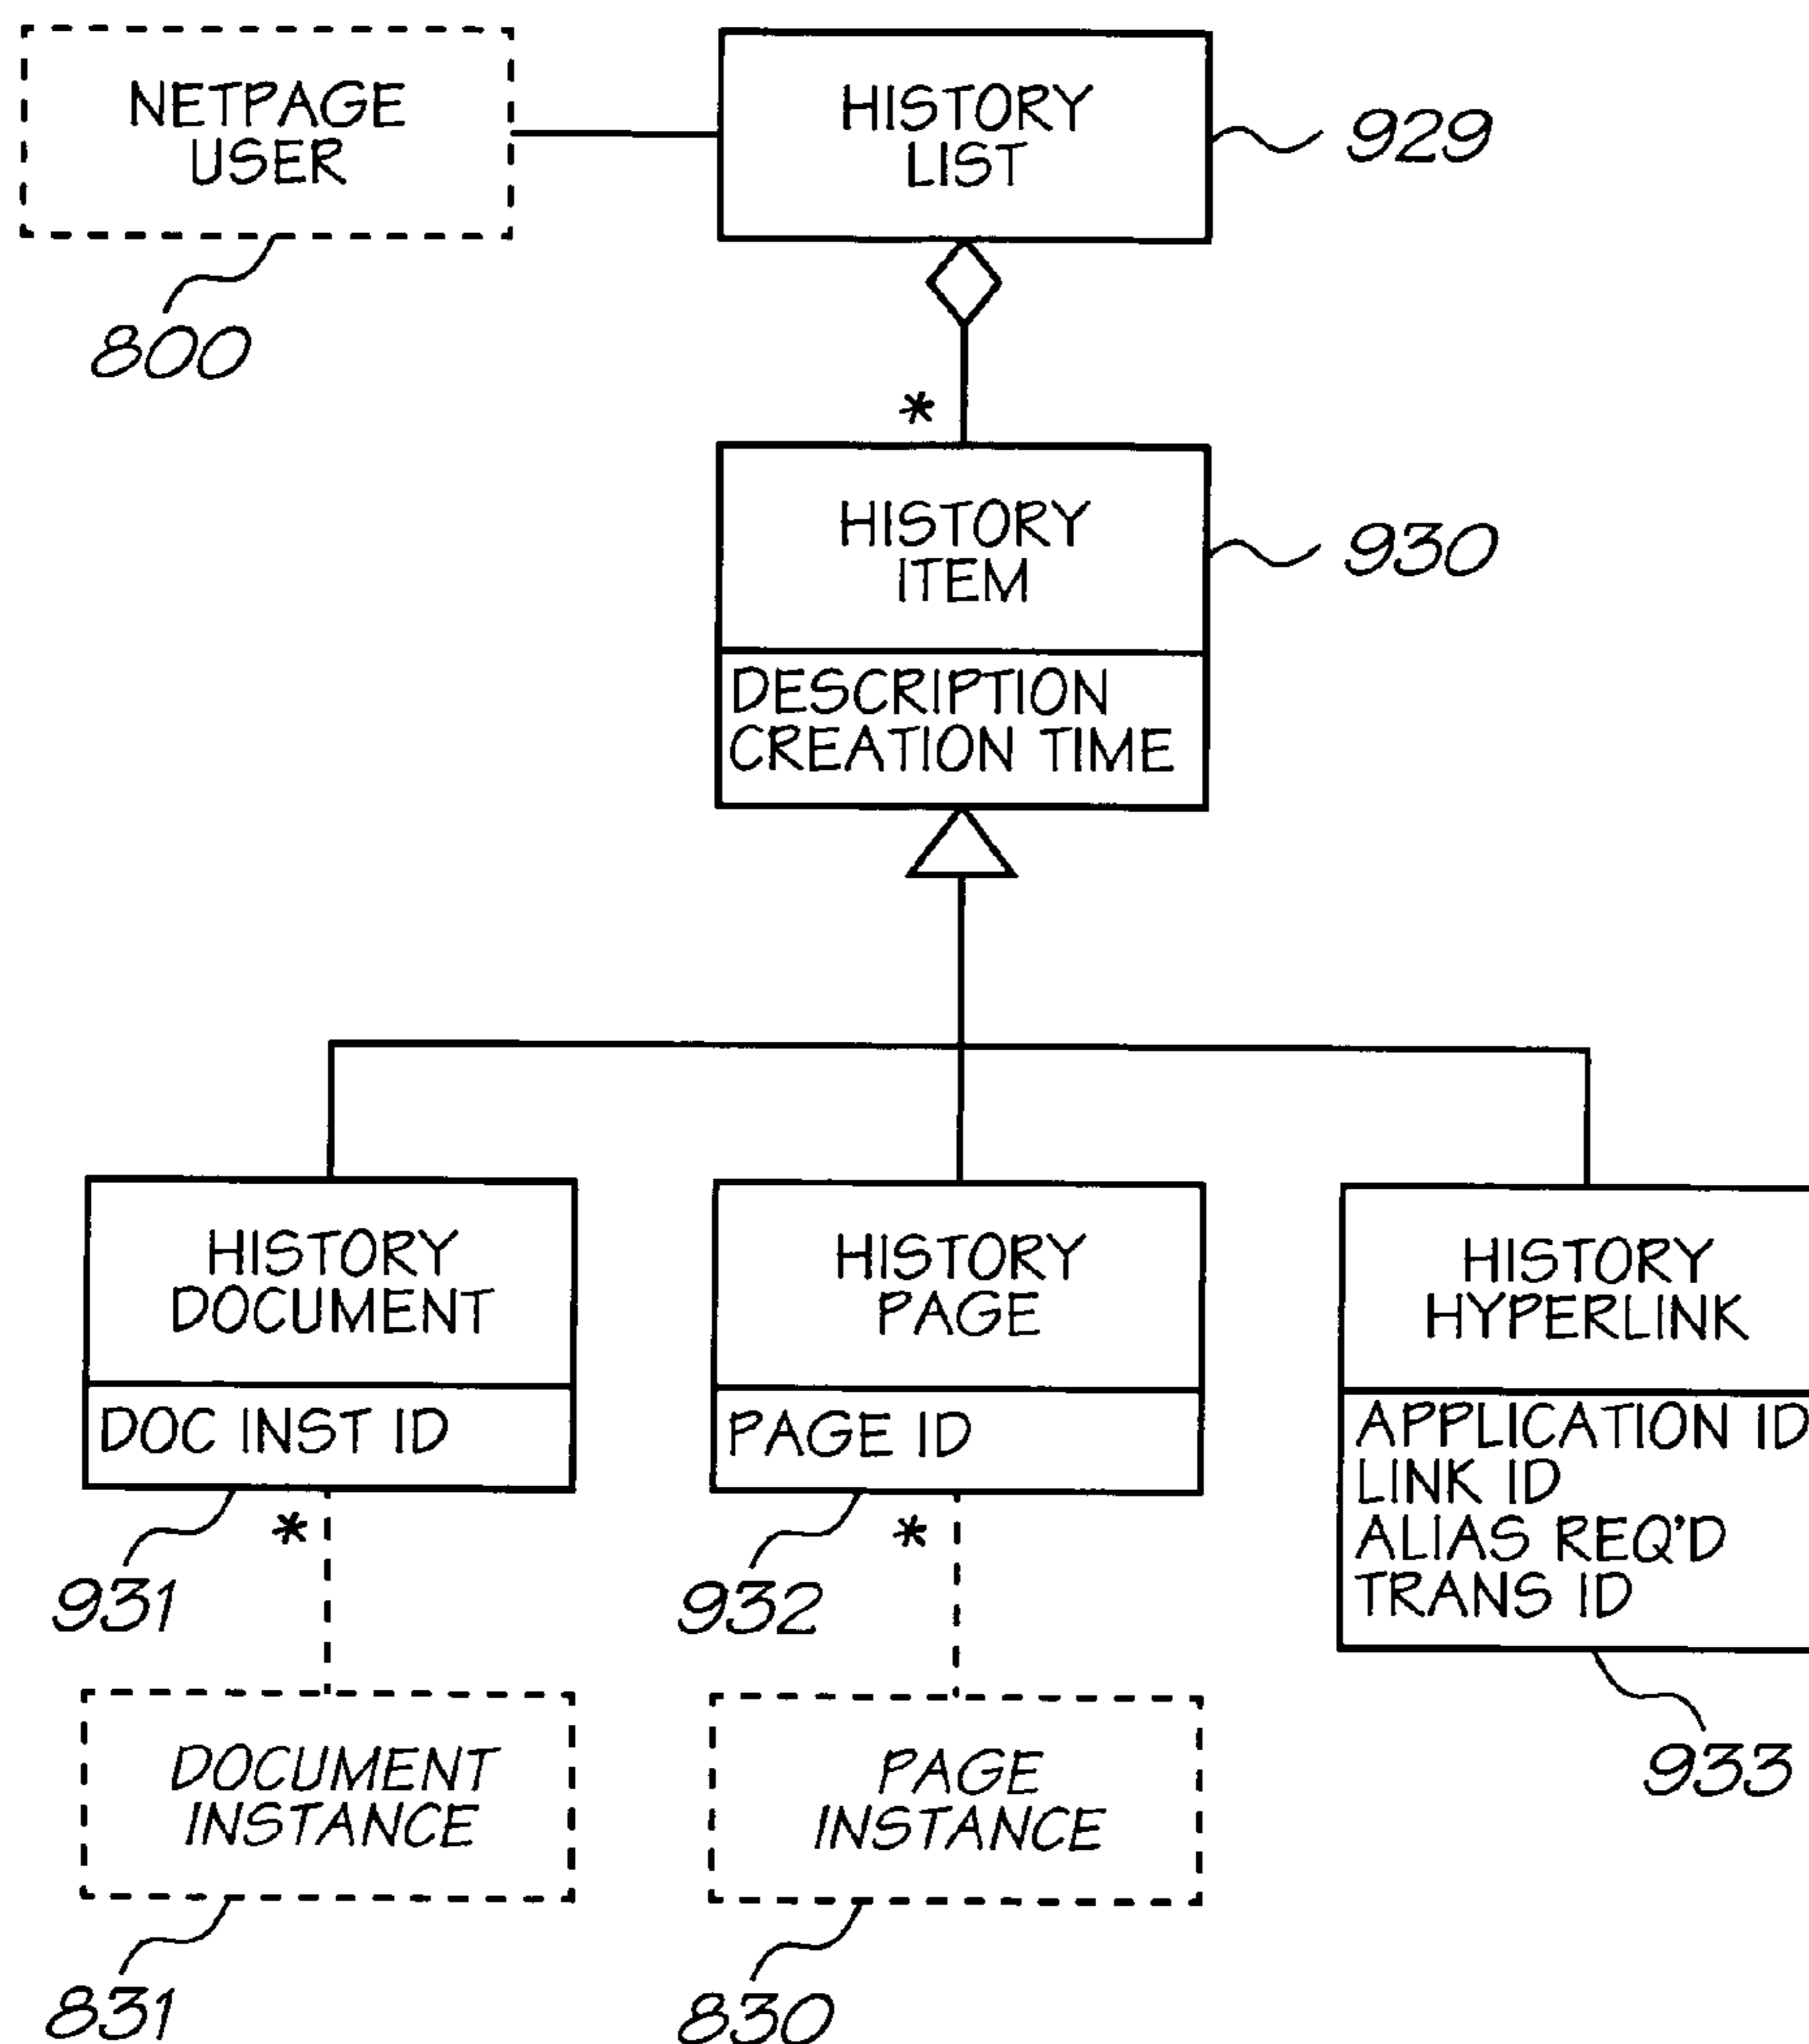 NETPAGE
USER
800
HISTORY
LIST
929
*
HISTORY
ITEM
930
DESCRIPTION
CREATION TIME
HISTORY
DOCUMENT
DOC INST ID
*
931
HISTORY
PAGE
PAGE ID
*
932
HISTORY
HYPERLINK
APPLICATION ID
LINK ID
ALIAS REQ'D
TRANS ID
933
DOCUMENT
INSTANCE
831
PAGE
INSTANCE
830